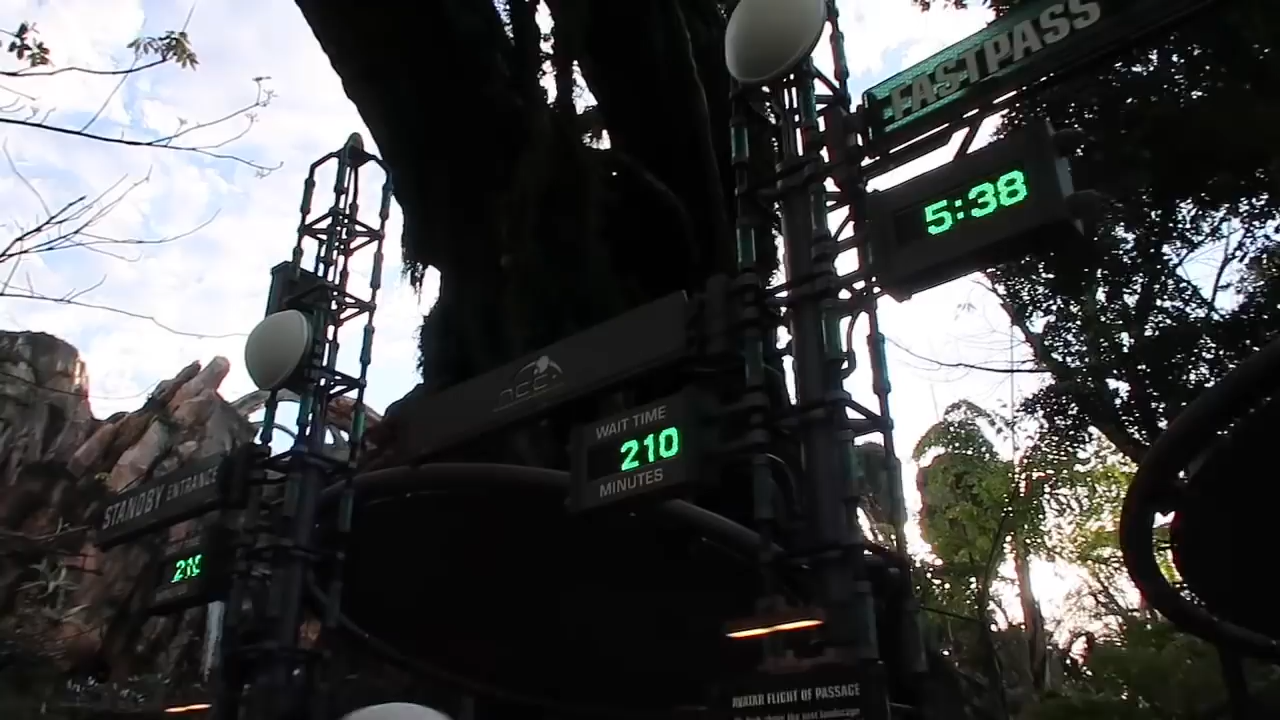 FASTPASS
5:38
WAIT TIME
210
MINUTES
STANDBY ENTRANCE
210
AVATAR FLIGHT OF PASSAGE